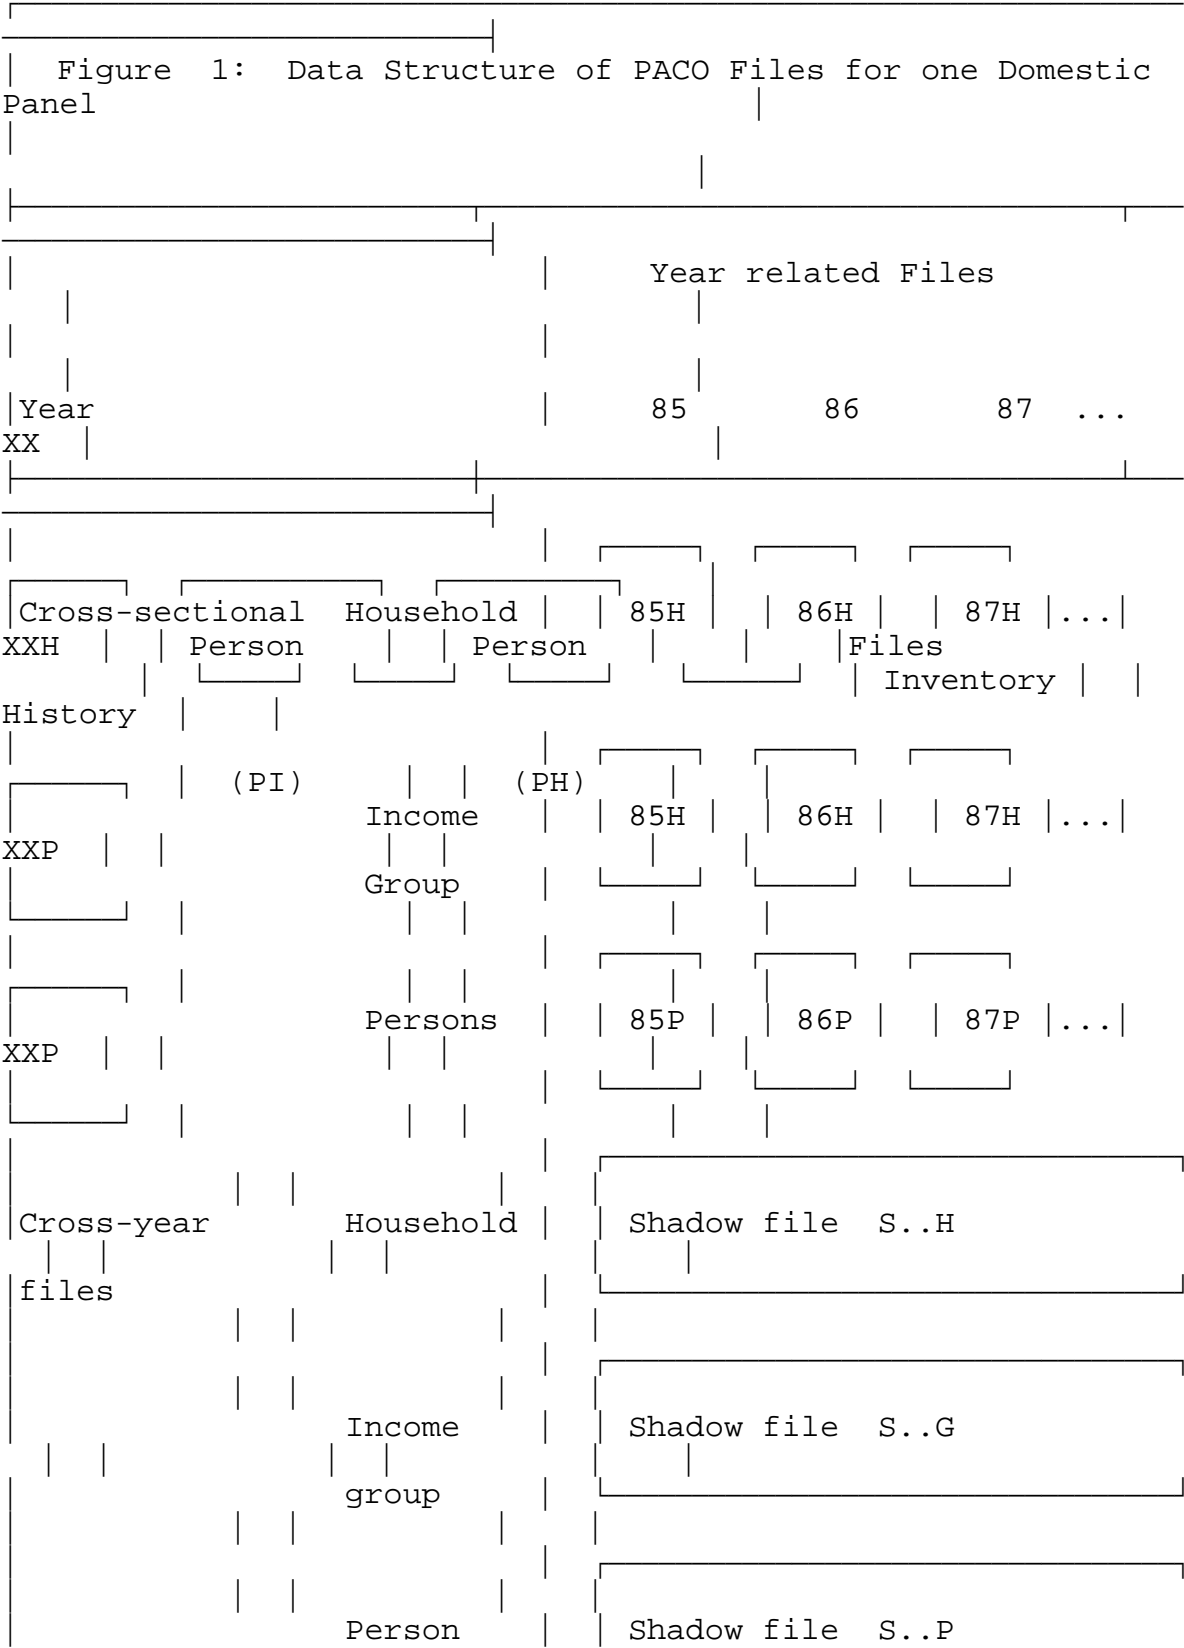 Figure 1: Data Structure of PACO Files for one Domestic
Panel
Year related Files
Year 85 86 87 ...
XX
Cross-sectional Household 85H 86H 87H ...
XXH Person Person Files
Inventory
History
(PI) (PH)
Income 85H 86H 87H ...
XXP
Group
Persons 85P 86P 87P ...
XXP
Cross-year Household Shadow file S..H
files
Income Shadow file S..G
group
Person Shadow file S..P